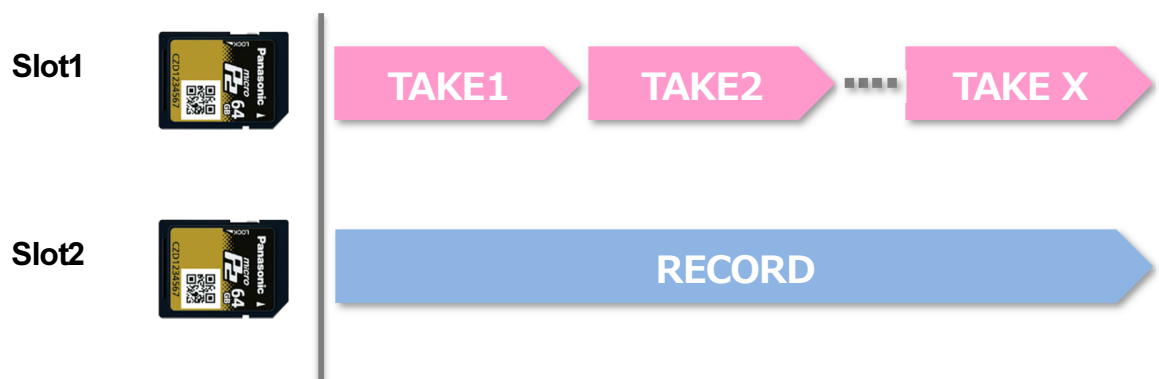 Slot1
LOCK
Panasonic
micro
P2 64
GB
CZD1234567
TAKE1
TAKE2
TAKE X
Slot2
LOCK
Panasonic
micro
P2 64
GB
CZD1234567
RECORD